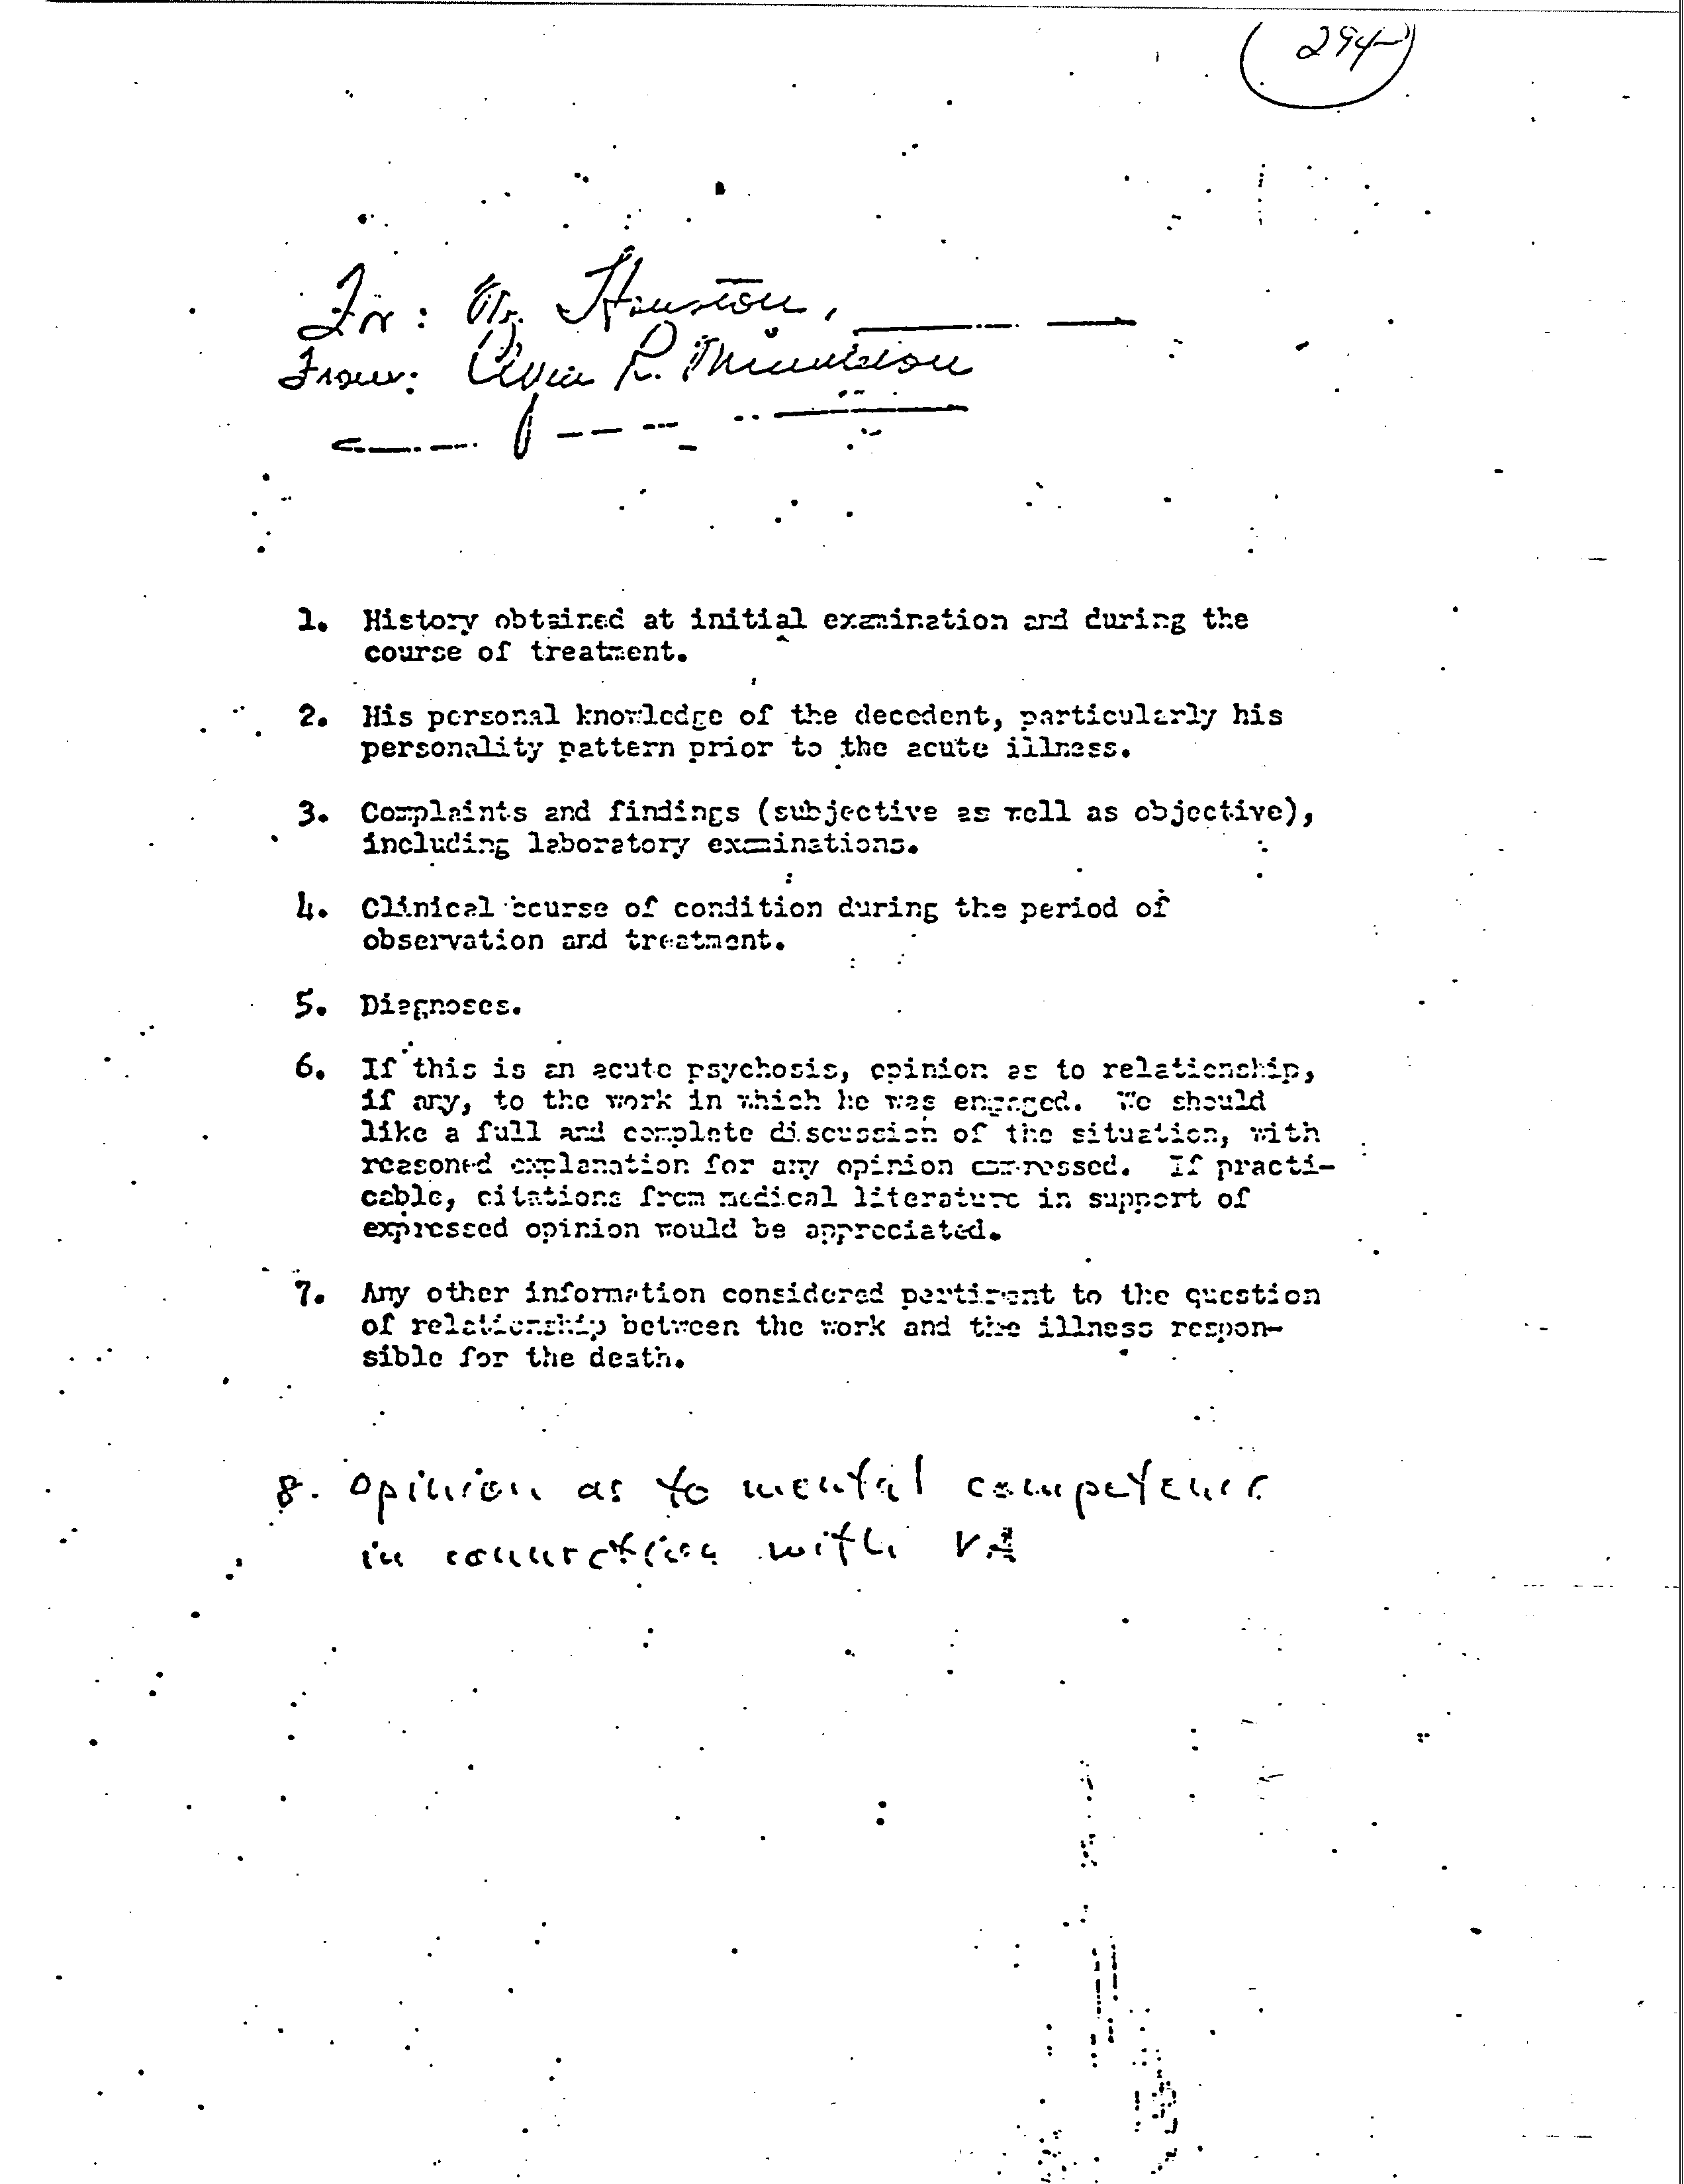 294
For: Mr. Houston,
From: R.
1. History obtained at initial examination and during the
course of treatment.
2. His personal knowledge of the decedent, particularly his
personality pattern prior to the acute illness.
3. Complaints and findings (subjective as well as objective),
including laboratory examinations.
4. Clinical course of condition during the period of
observation and treatment.
5. Diagnoses.
6. If this is an acute psychosis, opinion as to relationship,
if any, to the work in which he was engaged. We should
like a full and complete discussion of the situation, with
reasoned explanation for any opinion expressed. If practi-
cable, citations from medical literature in support of
expressed opinion would be appreciated.
7. Any other information considered pertinent to the question
of relationship between the work and the illness respon-
sible for the death.
8. Opinion as to mental competence
in connection with VA